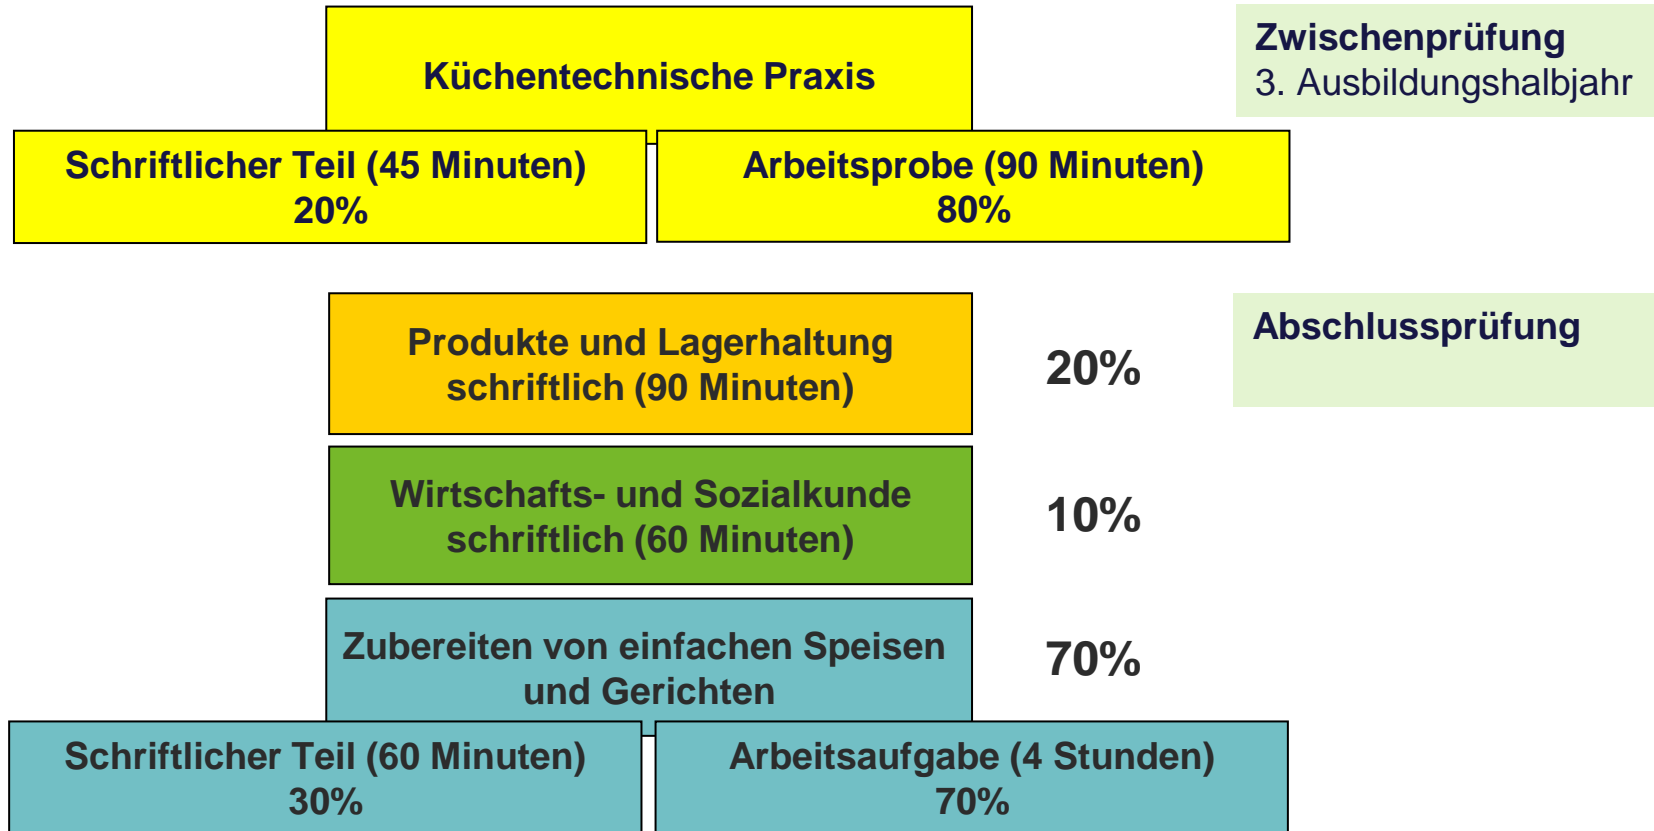 Küchentechnische Praxis
Zwischenprüfung
3. Ausbildungshalbjahr
Schriftlicher Teil (45 Minuten)
20%
Arbeitsprobe (90 Minuten)
80%
Produkte und Lagerhaltung
schriftlich (90 Minuten)
20%
Abschlussprüfung
Wirtschafts- und Sozialkunde
schriftlich (60 Minuten)
10%
Zubereiten von einfachen Speisen
und Gerichten
70%
Schriftlicher Teil (60 Minuten)
30%
Arbeitsaufgabe (4 Stunden)
70%